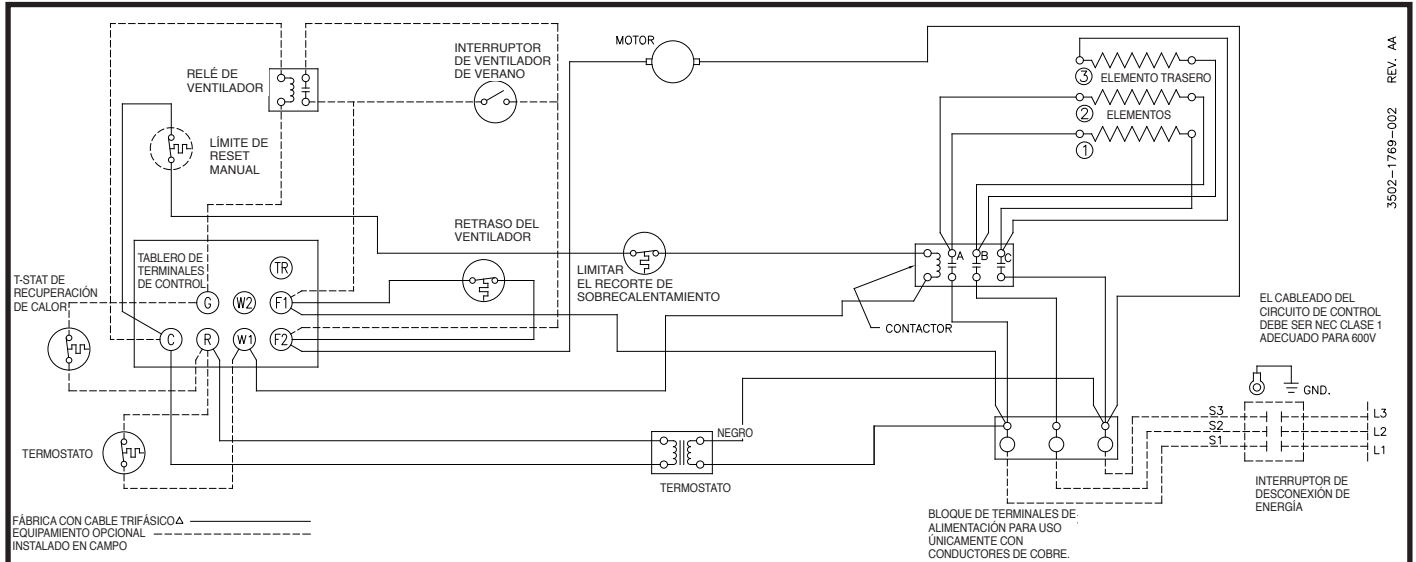 MOTOR
INTERRUPTOR
DE VENTILADOR
DE VERANO
RELÉ DE
VENTILADOR
LÍMITE DE
RESET
MANUAL
3 ELEMENTO TRASERO
2 ELEMENTOS
1
3502-1769-002 REV. AA
RETRASO DEL
VENTILADOR
TABLERO DE
TERMINALES
DE CONTROL
TR
G W2 F1
C R W1 F2
T-STAT DE
RECUPERACIÓN
DE CALOR
LIMITAR
EL RECORTE DE
SOBRECALENTAMIENTO
A B C
CONTACTOR
EL CABLEADO DEL
CIRCUITO DE CONTROL
DEBE SER NEC CLASE 1
ADECUADO PARA 600V
GND.
S3 L3
S2 L2
S1 L1
INTERRUPTOR DE
DESCONEXIÓN DE
ENERGÍA
NEGRO
TERMOSTATO
TERMOSTATO
BLOQUE DE TERMINALES DE
ALIMENTACIÓN PARA USO
ÚNICAMENTE CON
CONDUCTORES DE COBRE.
FÁBRICA CON CABLE TRIFÁSICO Δ
EQUIPAMIENTO OPCIONAL
INSTALADO EN CAMPO